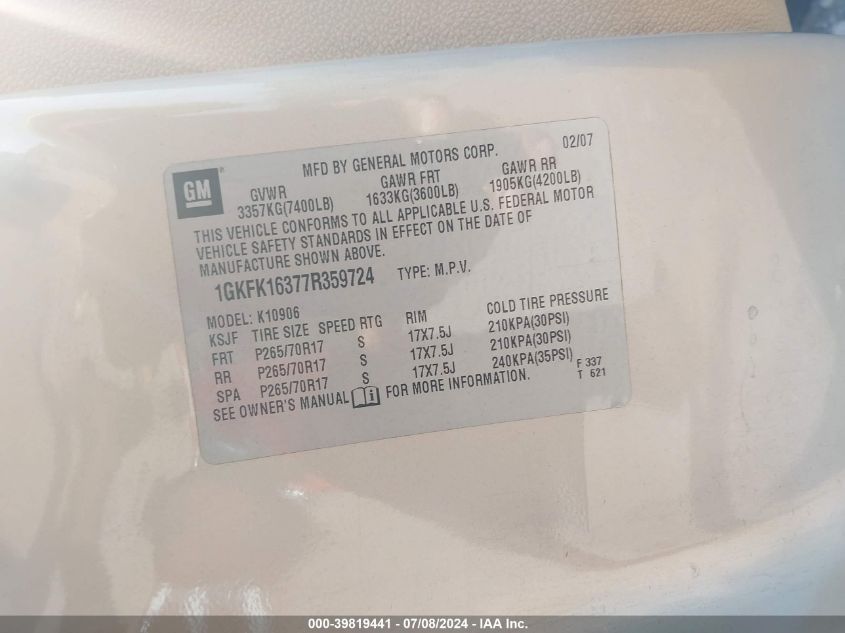 GM
MFD BY GENERAL MOTORS CORP. 02/07
GVWR GAWR FRT GAWR RR
3357KG(7400LB) 1633KG(3600LB) 1905KG(4200LB)
THIS VEHICLE CONFORMS TO ALL APPLICABLE U.S. FEDERAL MOTOR
VEHICLE SAFETY STANDARDS IN EFFECT ON THE DATE OF
MANUFACTURE SHOWN ABOVE.
1GKFK16377R359724 TYPE: M.P.V.
MODEL: K10906
KSJF TIRE SIZE SPEED RTG RIM COLD TIRE PRESSURE
FRT P265/70R17 S 17X7.5J 210KPA(30PSI)
RR P265/70R17 S 17X7.5J 210KPA(30PSI)
SPA P265/70R17 S 17X7.5J 240KPA(35PSI)
SEE OWNER'S MANUAL i FOR MORE INFORMATION.
F 337
T 521
000-39819441 - 07/08/2024 - IAA Inc.